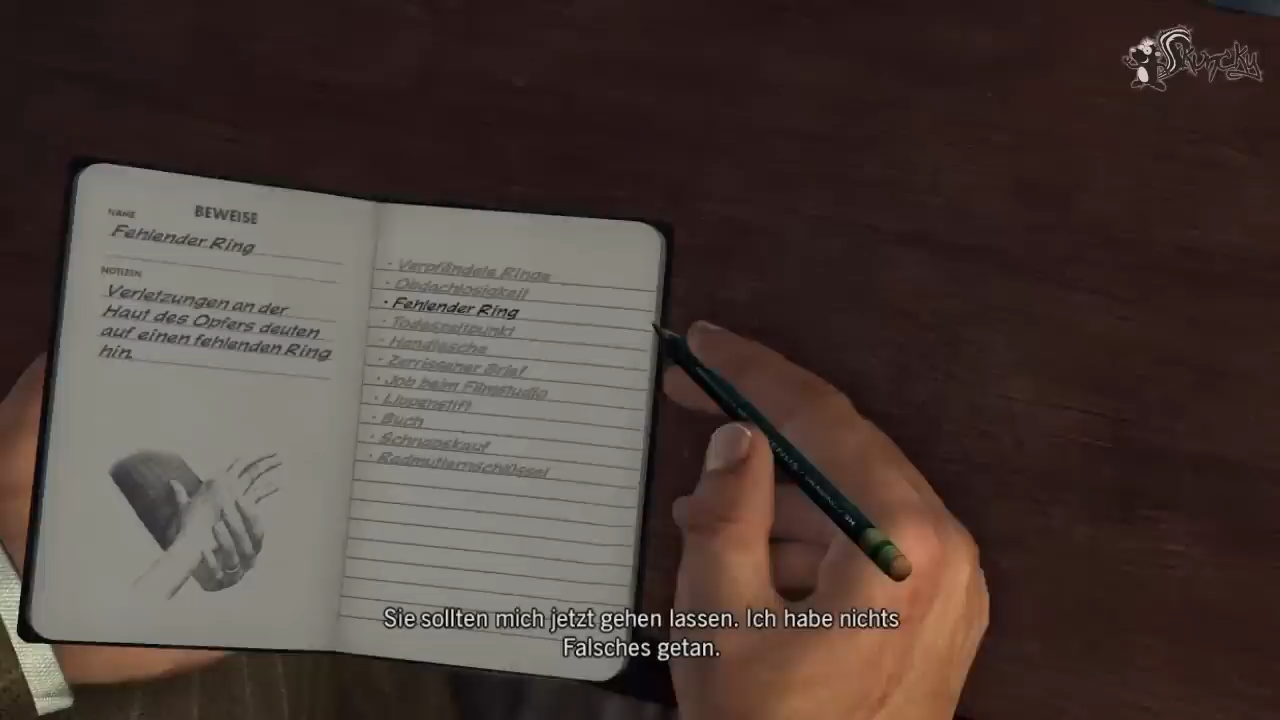 Skuncky
BEWEISE
NAME
Fehlender Ring
NOTIZEN
Verletzungen an der
Haut des Opfers deuten
auf einen fehlenden Ring
hin.
· Verpfändete Ringe
· Obdachlosigkeit
· Fehlender Ring
· Todeszeitpunkt
· Handtasche
· Zerrissener Brief
· Job beim Filmstudio
· Lippenstift
· Buch
· Schnapskauf
· Radmutternschlüssel
Sie sollten mich jetzt gehen lassen. Ich habe nichts
Falsches getan.